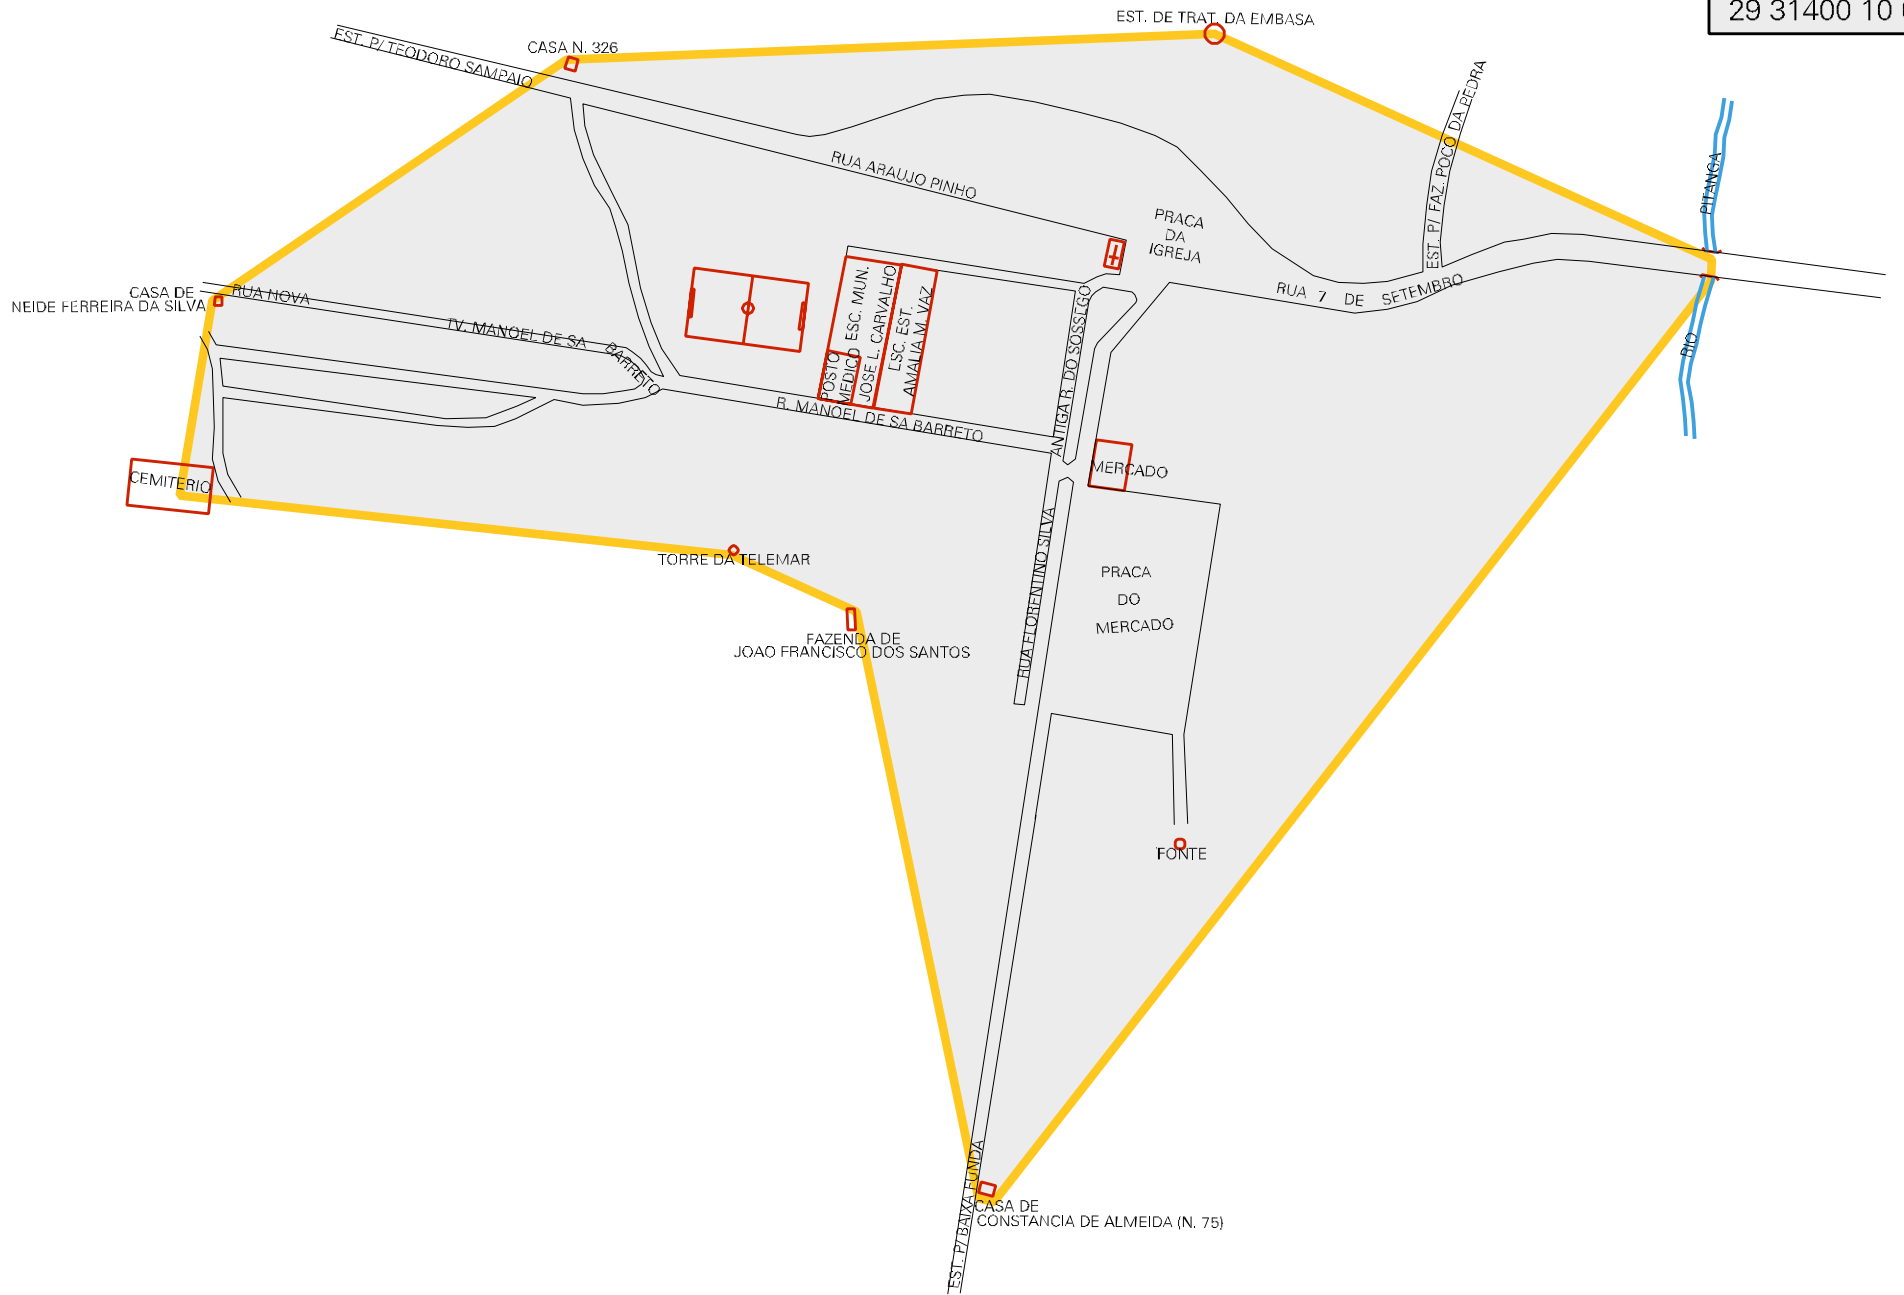 EST. DE TRAT. DA EMBASA
29 31400 10
EST. P/ TEODORO SAMPAIO
CASA N. 326
EST. P/ FAZ. POCO DA PEDRA
RUA ARAUJO PINHO
PITANGA
PRACA
DA
IGREJA
CASA DE
NEIDE FERREIRA DA SILVA
RUA NOVA
TV. MANOEL DE SA
BARRETO
POSTO
MEDICO
ESC. MUN.
JOSE L. CARVALHO
ESC. EST.
AMALIA M. VAZ
ANTIGA R. DO SOSSEGO
RUA 7 DE SETEMBRO
RIO
R. MANOEL DE SA BARRETO
CEMITERIO
MERCADO
TORRE DA TELEMAR
RUA FLORENTINO SILVA
PRACA
DO
MERCADO
FAZENDA DE
JOAO FRANCISCO DOS SANTOS
FONTE
EST. P/ BAIXA FUNDA
CASA DE
CONSTANCIA DE ALMEIDA (N. 75)